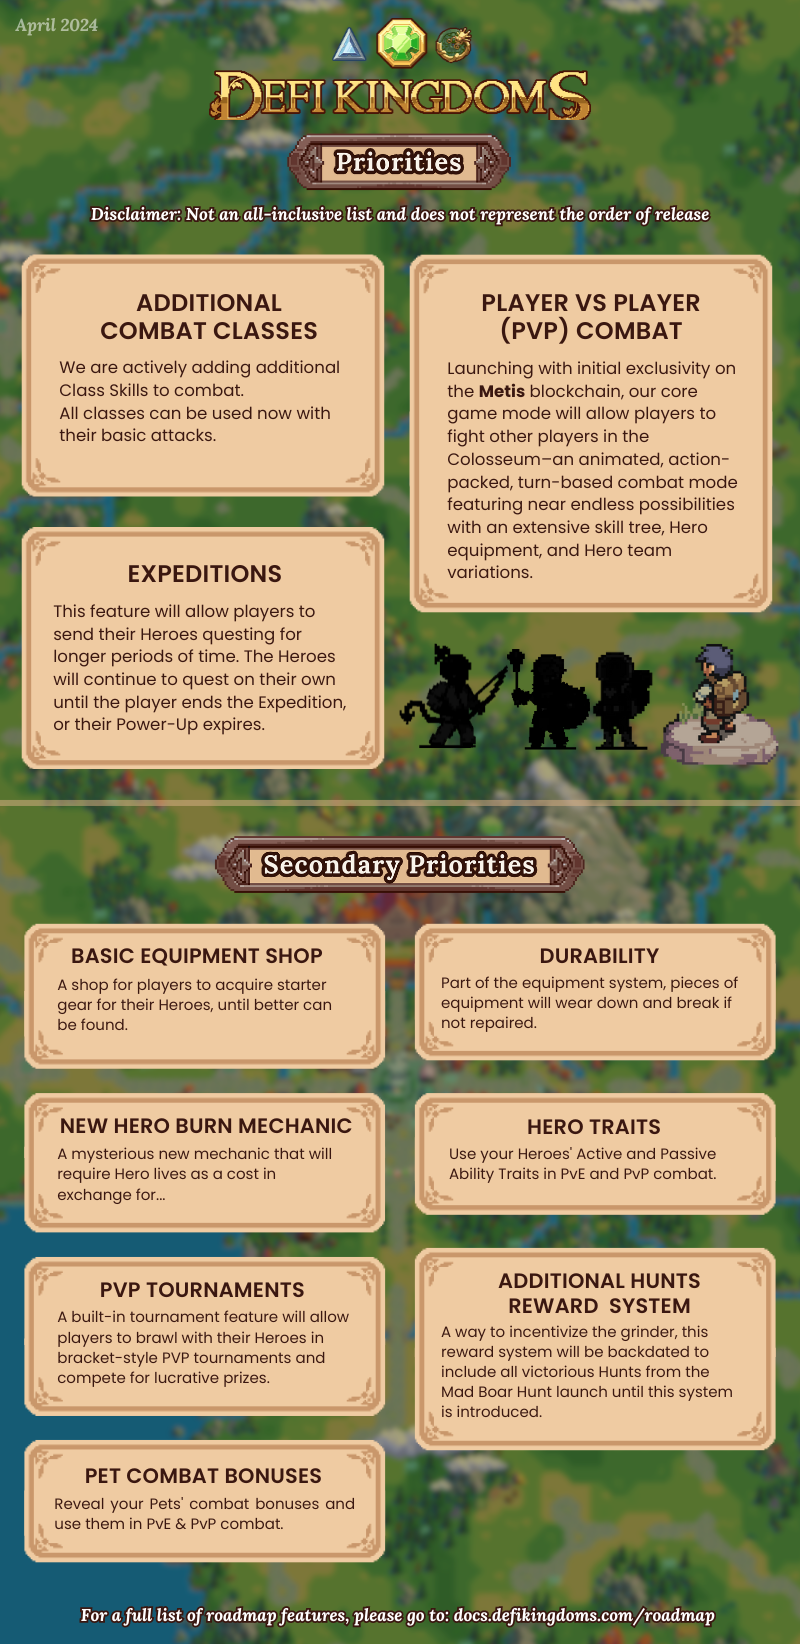 April 2024
DEFI KINGDOMS
Priorities
Disclaimer: Not an all-inclusive list and does not represent the order of release
ADDITIONAL
COMBAT CLASSES
We are actively adding additional
Class Skills to combat.
All classes can be used now with
their basic attacks.
PLAYER VS PLAYER
(PVP) COMBAT
Launching with initial exclusivity on
the Metis blockchain, our core
game mode will allow players to
fight other players in the
Colosseum–an animated, action-
packed, turn-based combat mode
featuring near endless possibilities
with an extensive skill tree, Hero
equipment, and Hero team
variations.
EXPEDITIONS
This feature will allow players to
send their Heroes questing for
longer periods of time. The Heroes
will continue to quest on their own
until the player ends the Expedition,
or their Power-Up expires.
Secondary Priorities
BASIC EQUIPMENT SHOP
A shop for players to acquire starter
gear for their Heroes, until better can
be found.
DURABILITY
Part of the equipment system, pieces of
equipment will wear down and break if
not repaired.
NEW HERO BURN MECHANIC
A mysterious new mechanic that will
require Hero lives as a cost in
exchange for...
HERO TRAITS
Use your Heroes' Active and Passive
Ability Traits in PvE and PvP combat.
PVP TOURNAMENTS
A built-in tournament feature will allow
players to brawl with their Heroes in
bracket-style PVP tournaments and
compete for lucrative prizes.
ADDITIONAL HUNTS
REWARD SYSTEM
A way to incentivize the grinder, this
reward system will be backdated to
include all victorious Hunts from the
Mad Boar Hunt launch until this system
is introduced.
PET COMBAT BONUSES
Reveal your Pets' combat bonuses and
use them in PvE & PvP combat.
For a full list of roadmap features, please go to: docs.defikingdoms.com/roadmap